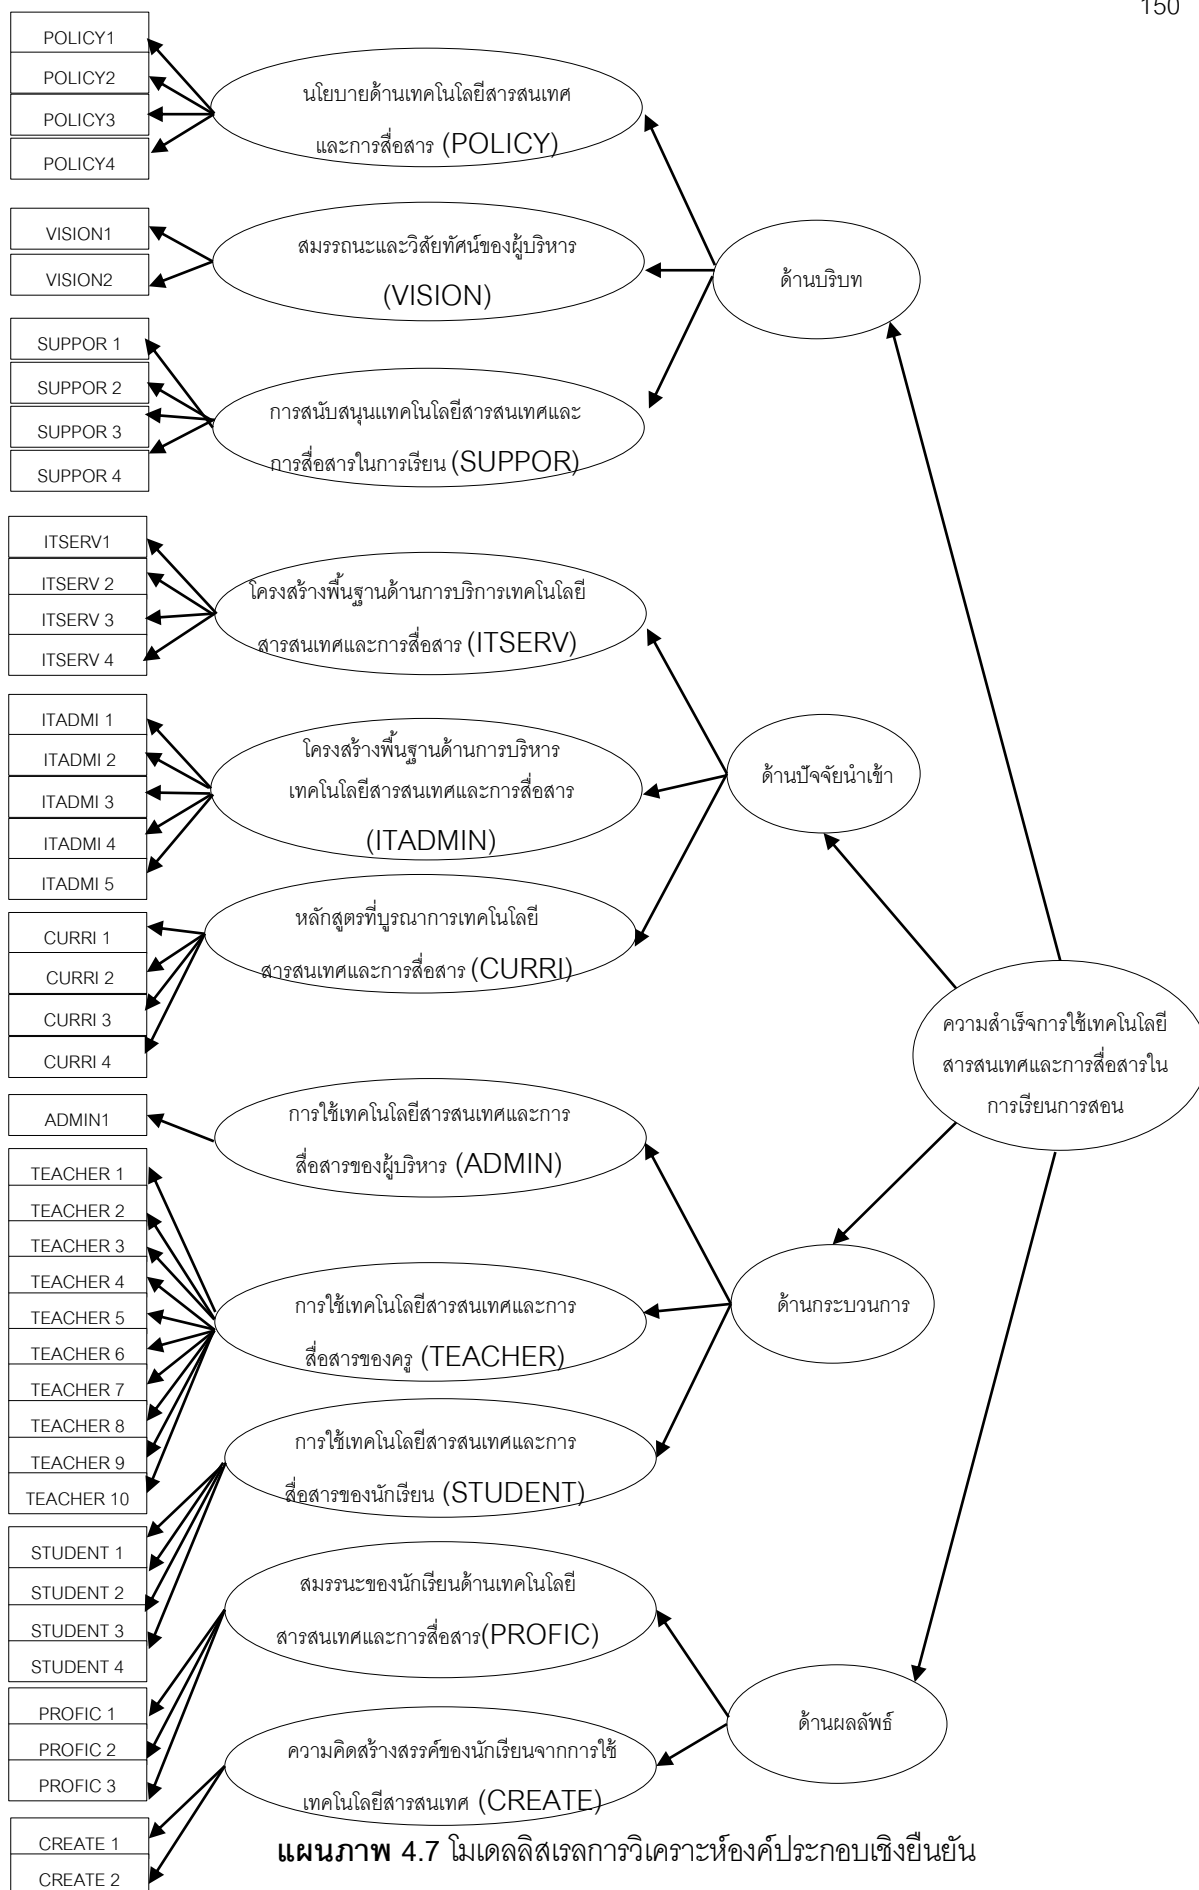 150
POLICY1
POLICY2
POLICY3
POLICY4
นโยบายด้านเทคโนโลยีสารสนเทศ
และการสื่อสาร (POLICY)
VISION1
VISION2
สมรรถนะและวิสัยทัศน์ของผู้บริหาร
(VISION)
ด้านบริบท
SUPPOR 1
SUPPOR 2
SUPPOR 3
SUPPOR 4
การสนับสนุนแทคโนโลยีสารสนเทศและ
การสื่อสารในการเรียน (SUPPOR)
ITSERV1
ITSERV 2
ITSERV 3
ITSERV 4
โครงสร้างพื้นฐานด้านการบริการเทคโนโลยี
สารสนเทศและการสื่อสาร (ITSERV)
ITADMI 1
ITADMI 2
ITADMI 3
ITADMI 4
ITADMI 5
โครงสร้างพื้นฐานด้านการบริหาร
เทคโนโลยีสารสนเทศและการสื่อสาร
(ITADMIN)
ด้านปัจจัยนำเข้า
CURRI 1
CURRI 2
CURRI 3
CURRI 4
หลักสูตรที่บูรณาการเทคโนโลยี
สารสนเทศและการสื่อสาร (CURRI)
ความสำเร็จการใช้เทคโนโลยี
สารสนเทศและการสื่อสารใน
การเรียนการสอน
ADMIN1
การใช้เทคโนโลยีสารสนเทศและการ
สื่อสารของผู้บริหาร (ADMIN)
TEACHER 1
TEACHER 2
TEACHER 3
TEACHER 4
TEACHER 5
TEACHER 6
TEACHER 7
TEACHER 8
TEACHER 9
TEACHER 10
การใช้เทคโนโลยีสารสนเทศและการ
สื่อสารของครู (TEACHER)
ด้านกระบวนการ
การใช้เทคโนโลยีสารสนเทศและการ
สื่อสารของนักเรียน (STUDENT)
STUDENT 1
STUDENT 2
STUDENT 3
STUDENT 4
สมรรนะของนักเรียนด้านเทคโนโลยี
สารสนเทศและการสื่อสาร(PROFIC)
PROFIC 1
PROFIC 2
PROFIC 3
ด้านผลลัพธ์
ความคิดสร้างสรรค์ของนักเรียนจากการใช้
เทคโนโลยีสารสนเทศ (CREATE)
CREATE 1
CREATE 2
แผนภาพ 4.7 โมเดลลิสเรลการวิเคราะห์องค์ประกอบเชิงยืนยัน